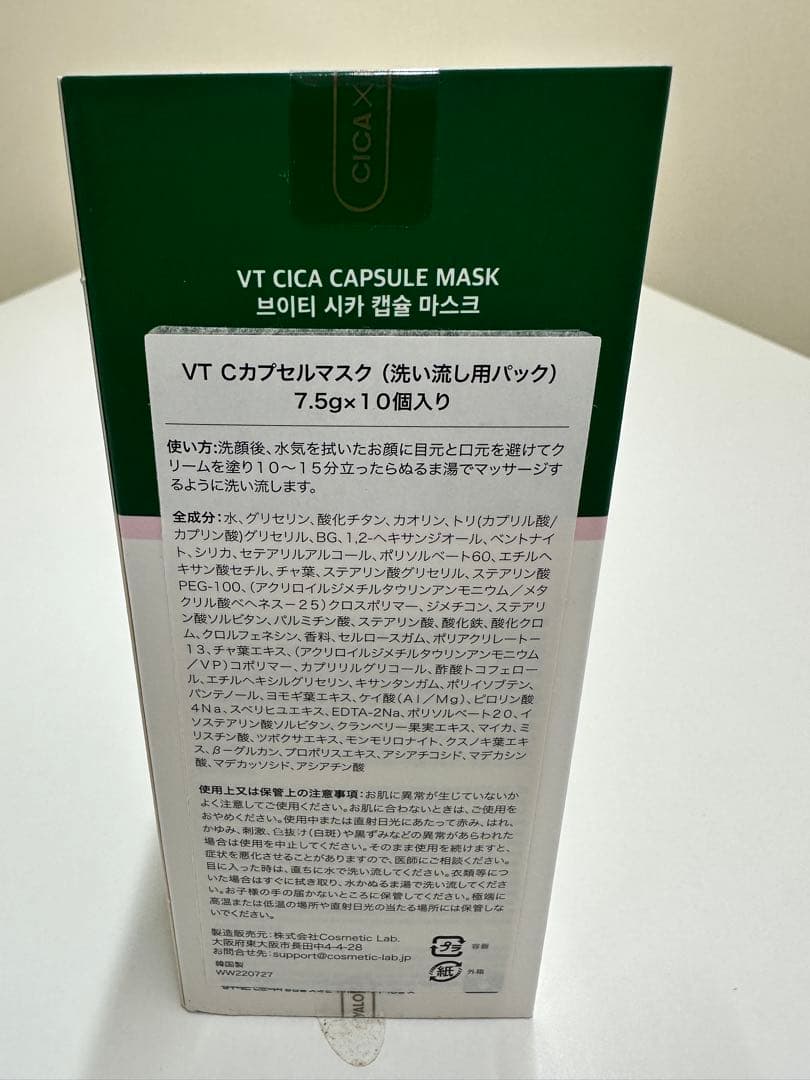 CICA ×
VT CICA CAPSULE MASK
브이티 시카 캡슐 마스크
VT Cカプセルマスク（洗い流し用パック）
7.5g×10個入り
使い方:洗顔後、水気を拭いたお顔に目元と口元を避けてク
リームを塗り10～15分立ったらぬるま湯でマッサージす
るように洗い流します。
全成分：水、グリセリン、酸化チタン、カオリン、トリ(カプリル酸/
カプリン酸)グリセリル、BG、1,2-ヘキサンジオール、ベントナイ
ト、シリカ、セテアリルアルコール、ポリソルベート60、エチルヘ
キサン酸セチル、チャ葉、ステアリン酸グリセリル、ステアリン酸
PEG-100、（アクリロイルジメチルタウリンアンモニウム／メタ
クリル酸ベヘネス－25）クロスポリマー、ジメチコン、ステアリ
ン酸ソルビタン、パルミチン酸、ステアリン酸、酸化鉄、酸化クロ
ム、クロルフェネシン、香料、セルロースガム、ポリアクリレートー
13、チャ葉エキス、（アクリロイルジメチルタウリンアンモニウム
／VP）コポリマー、カプリリルグリコール、酢酸トコフェロ
ール、エチルヘキシルグリセリン、キサンタンガム、ポリイソブテン、
パンテノール、ヨモギ葉エキス、ケイ酸（Al／Mg）、ピロリン酸
4Na、スベリヒユエキス、EDTA-2Na、ポリソルベート20、イ
ソステアリン酸ソルビタン、クランベリー果実エキス、マイカ、ミ
リスチン酸、ツボクサエキス、モンモリロナイト、クスノキ葉エキ
ス、β－グルカン、プロポリスエキス、アシアチコシド、マデカシン
酸、マデカッソシド、アシアチン酸
使用上又は保管上の注意事項：お肌に異常が生じていないか
よく注意してご使用ください。お肌に合わないときは、ご使用を
おやめください。使用中または直射日光にあたって赤み、はれ、
かゆみ、刺激、色抜け(白斑)や黒ずみなどの異常があらわれた
場合は使用を中止してください。そのまま使用を続けますと、
症状を悪化させることがありますので、医師にご相談ください。
目に入った時は、直ちに水で洗い流してください。衣類等につ
いた場合はすぐに拭き取り、水かぬるま湯で洗い流してくださ
い。お子様の手の届かないところに保管してください。極端に
高温または低温の場所や直射日光の当たる場所には保管しな
いでください。
製造販売元：株式会社Cosmetic Lab.
大阪府東大阪市長田中4-4-28
お問合せ先：support@cosmetic-lab.jp
韓国製
WW220727
プラ 容器
紙 外箱
YALO